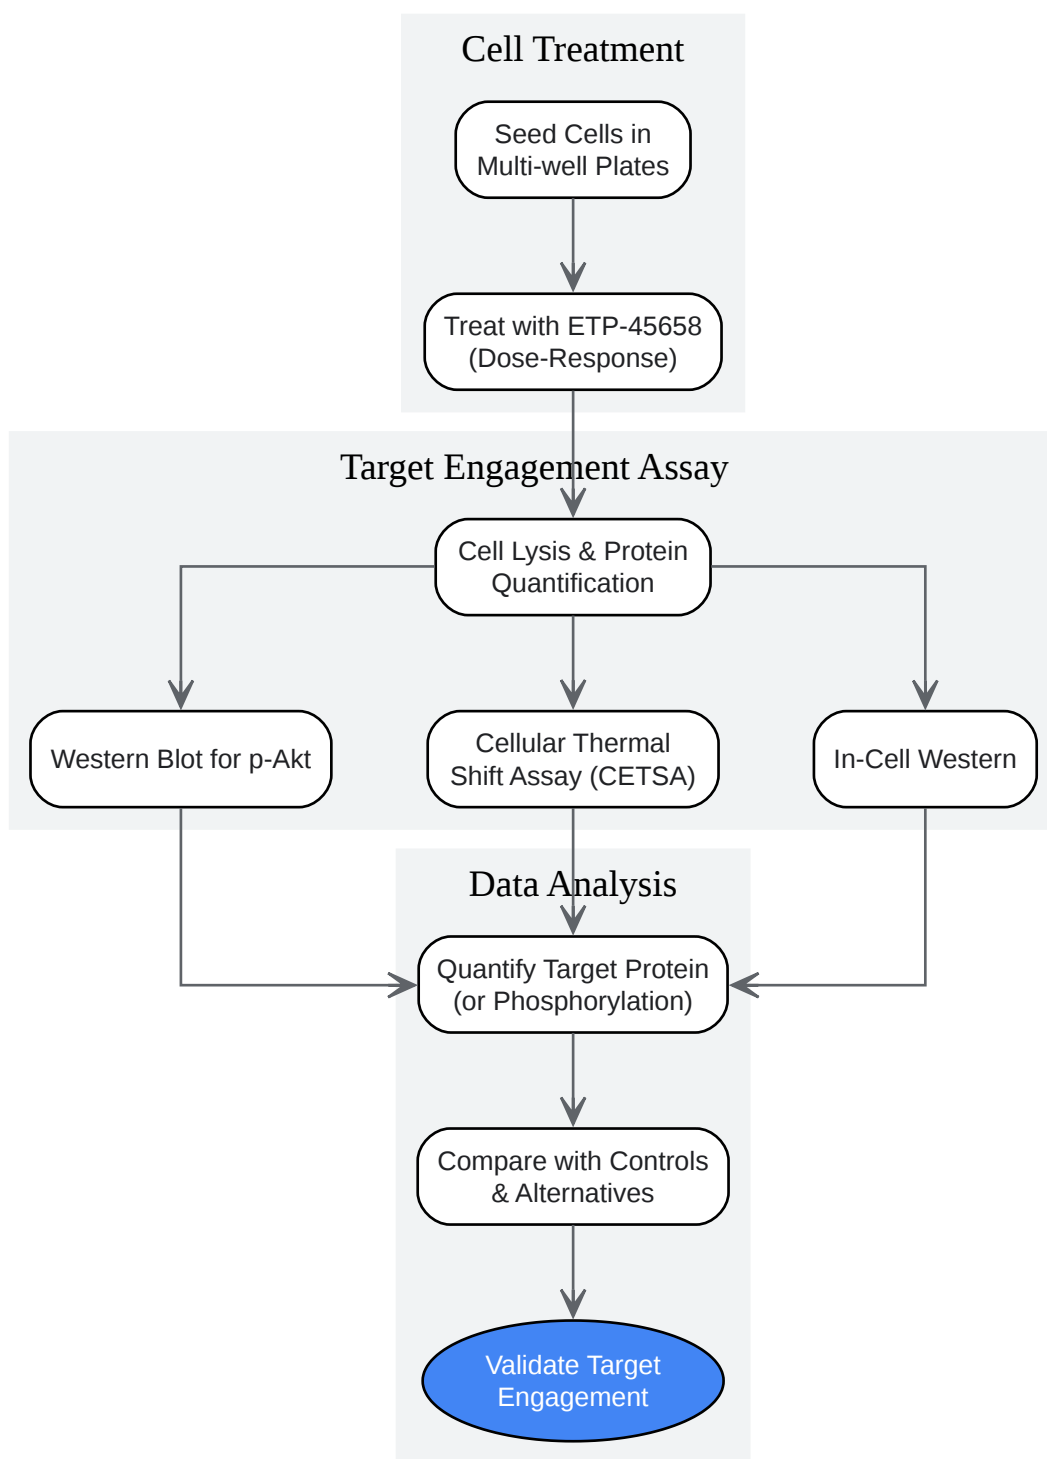 Cell Treatment
Seed Cells in
Multi-well Plates
Treat with ETP-45658
(Dose-Response)
Target Engagement Assay
Cell Lysis & Protein
Quantification
Western Blot for p-Akt
Cellular Thermal
Shift Assay (CETSA)
In-Cell Western
Data Analysis
Quantify Target Protein
(or Phosphorylation)
Compare with Controls
& Alternatives
Validate Target
Engagement